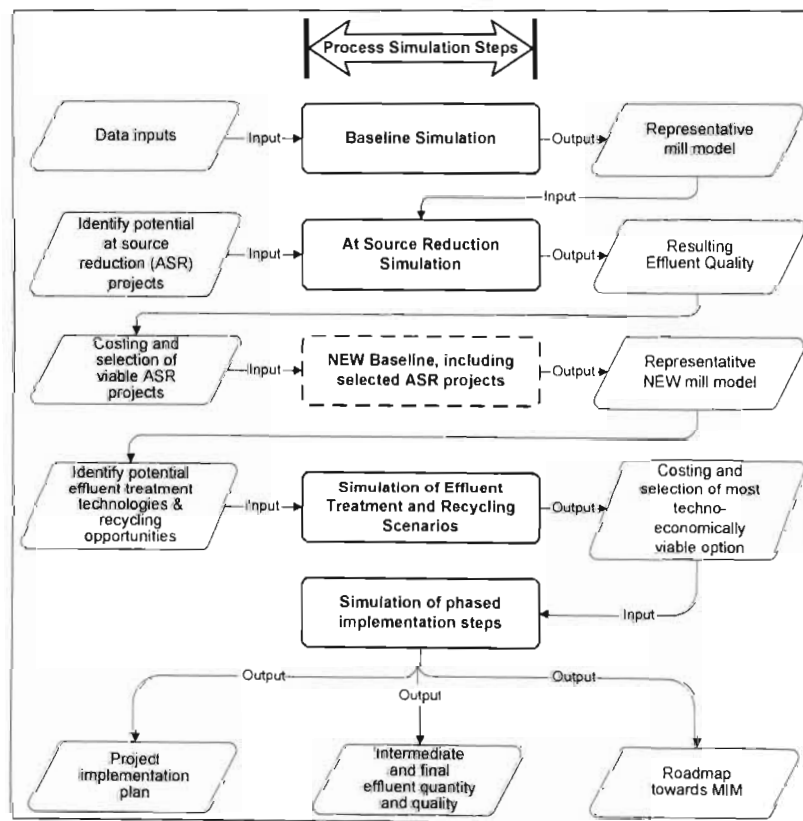 Process Simulation Steps
Data inputs
Input
Baseline Simulation
Output
Representative
mill model
Input
Identify potential
at source
reduction (ASR)
projects
Input
At Source Reduction
Simulation
Output
Resulting
Effluent Quality
Costing and
selection of
viable ASR
projects
Input
NEW Baseline, including
selected ASR projects
Output
Representatitve
NEW mill model
Identify potential
effluent treatment
technologies &
recycling
opportunities
Input
Simulation of Effluent
Treatment and Recycling
Scenarios
Output
Costing and
selection of most
techno-
economically
viable option
Simulation of phased
implementation steps
Input
Output
Output
Output
Project
implementation
plan
Intermediate
and final
effluent quantity
and quality
Roadmap
towards MIM